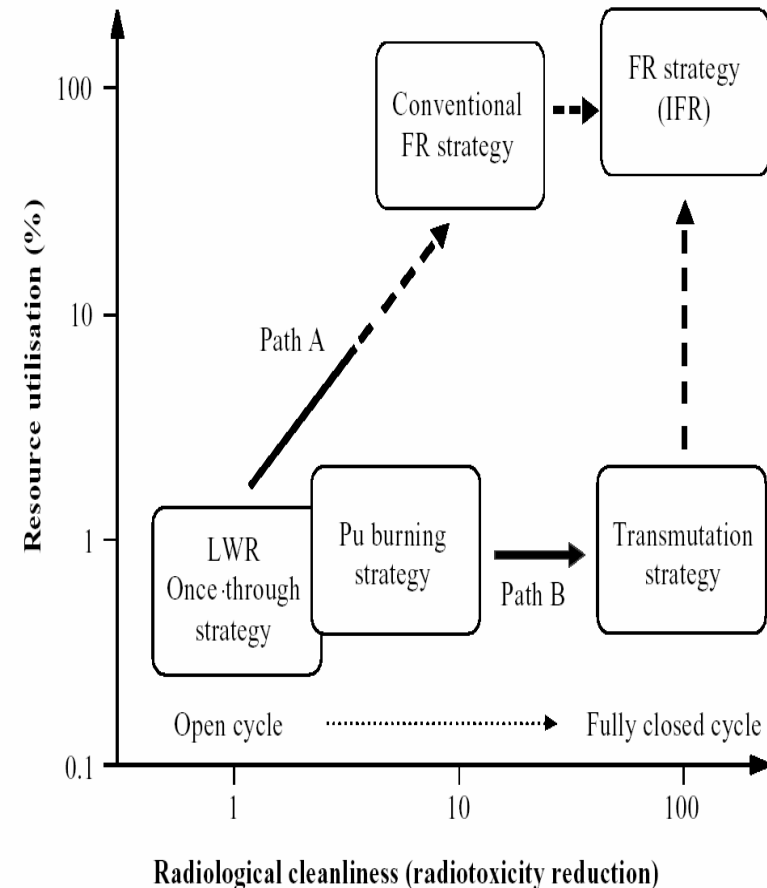 Resource utilisation (%)
100
10
1
0.1
Conventional
FR strategy
FR strategy
(IFR)
Path A
LWR
Once-through
strategy
Pu burning
strategy
Path B
Transmutation
strategy
Open cycle
Fully closed cycle
1
10
100
Radiological cleanliness (radiotoxicity reduction)